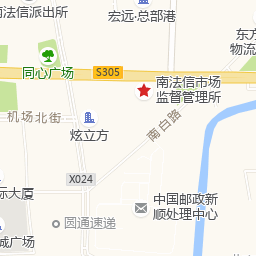 南法信派出所
宏远·总部港
东方
物流
同心广场
S305
南法信市场
监督管理所
机场北街
炫立方
南白路
X024
际大厦
中国邮政新
顺处理中心
圆通速递
诚广场